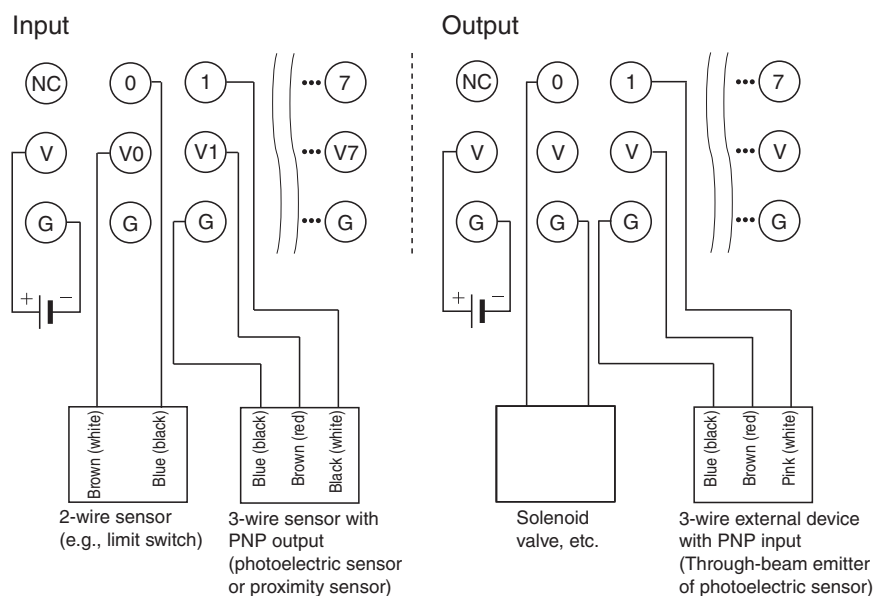 Input
NC 0 1 ••• 7
V V0 V1 ••• V7
G G G ••• G
+ −
Brown (white)
Blue (black)
Blue (black)
Brown (red)
Black (white)
2-wire sensor
(e.g., limit switch)
3-wire sensor with
PNP output
(photoelectric sensor
or proximity sensor)
Output
NC 0 1 ••• 7
V V V ••• V
G G G ••• G
+ −
Blue (black)
Brown (red)
Pink (white)
Solenoid
valve, etc.
3-wire external device
with PNP input
(Through-beam emitter
of photoelectric sensor)